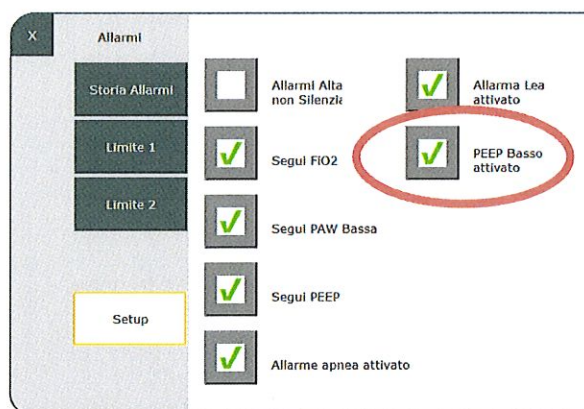 X
Allarmi
Storia Allarmi
Limite 1
Limite 2
Setup
Allarmi Alta
non Silenzia
Segui FiO2
Segui PAW Bassa
Segui PEEP
Allarme apnea attivato
Allarma Lea
attivato
PEEP Basso
attivato